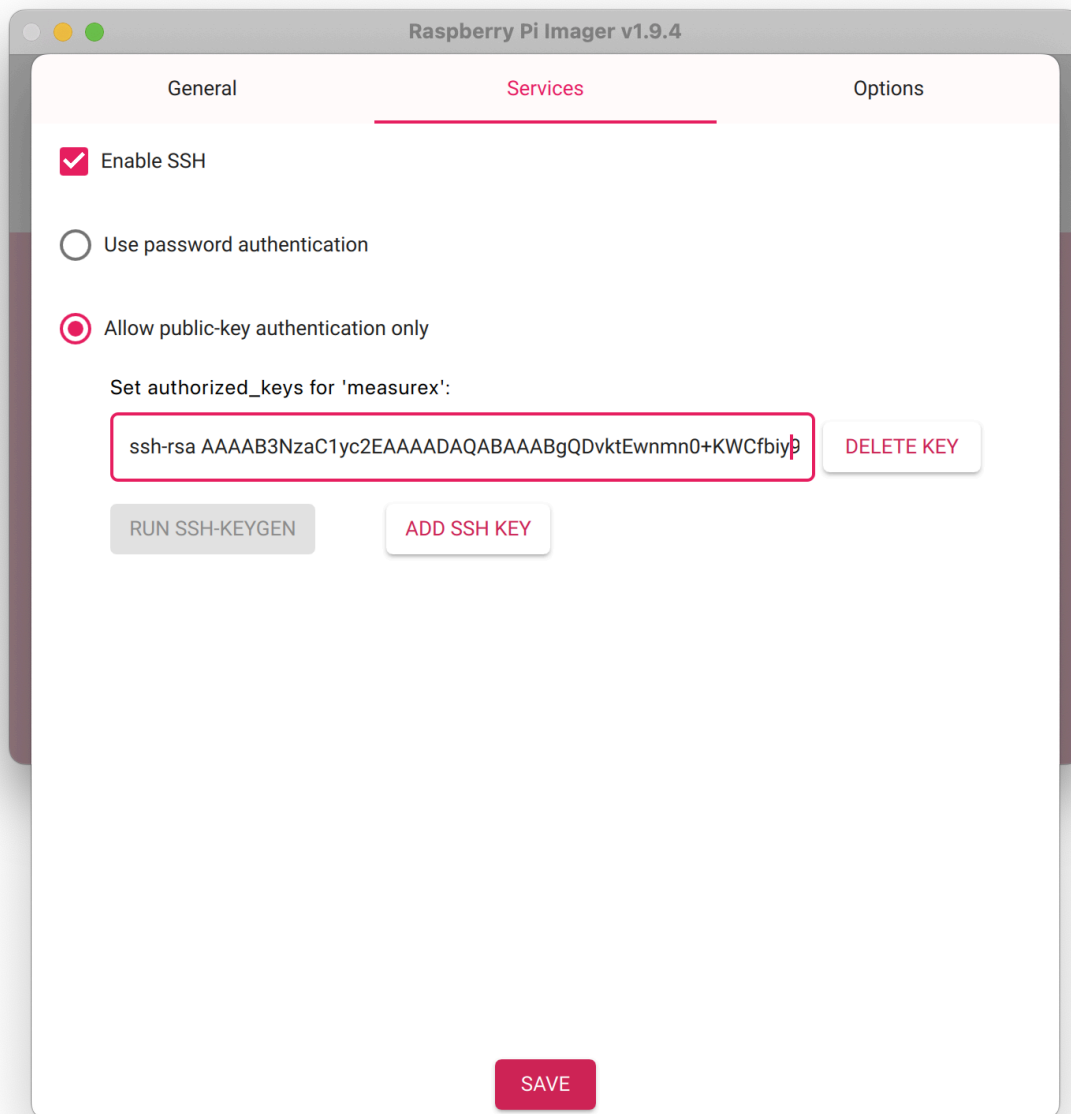 Raspberry Pi Imager v1.9.4
General Services Options
Enable SSH
Use password authentication
Allow public-key authentication only
Set authorized_keys for 'measurex':
ssh-rsa AAAAB3NzaC1yc2EAAAADAQABAAABgQDvktEwnmn0+KWCfbiy9
DELETE KEY
RUN SSH-KEYGEN ADD SSH KEY
SAVE